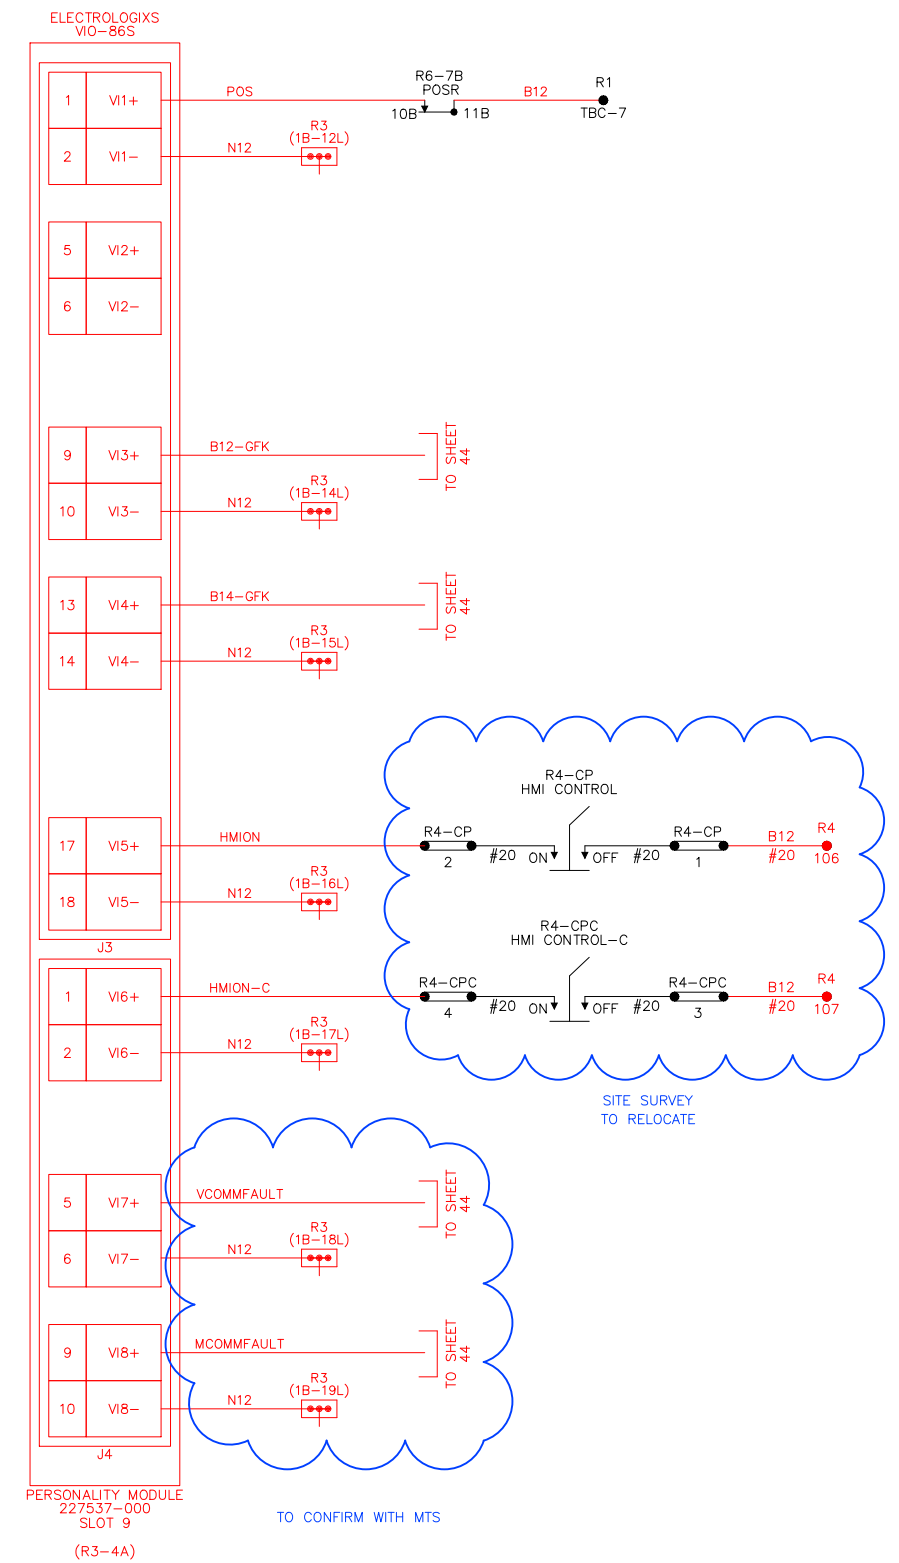 ELECTROLOGIXS
VIO-86S
1 VI1+ POS
R6-7B
POSR
10B 11B
B12
R1
TBC-7
2 VI1- N12
R3
(1B-12L)
5 VI2+
6 VI2-
9 VI3+ B12-GFK
TO SHEET
44
10 VI3- N12
R3
(1B-14L)
13 VI4+ B14-GFK
TO SHEET
44
14 VI4- N12
R3
(1B-15L)
R4-CP
HMI CONTROL
17 VI5+ HMION
R4-CP
2
#20 ON OFF #20
R4-CP
1
B12
#20
R4
106
18 VI5- N12
R3
(1B-16L)
J3
R4-CPC
HMI CONTROL-C
1 VI6+ HMION-C
R4-CPC
4
#20 ON OFF #20
R4-CPC
3
B12
#20
R4
107
2 VI6- N12
R3
(1B-17L)
SITE SURVEY
TO RELOCATE
5 VI7+ VCOMMFAULT
TO SHEET
44
6 VI7- N12
R3
(1B-18L)
9 VI8+ MCOMMFAULT
TO SHEET
44
10 VI8- N12
R3
(1B-19L)
J4
PERSONALITY MODULE
227537-000
SLOT 9
(R3-4A)
TO CONFIRM WITH MTS